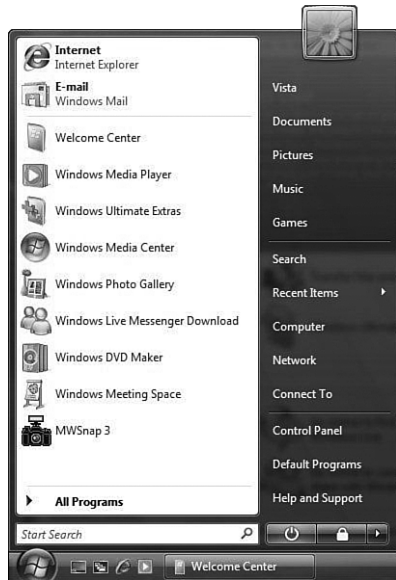 Internet
Internet Explorer
E-mail
Windows Mail
Welcome Center
Windows Media Player
Windows Ultimate Extras
Windows Media Center
Windows Photo Gallery
Windows Live Messenger Download
Windows DVD Maker
Windows Meeting Space
MWSnap 3
All Programs
Start Search
Vista
Documents
Pictures
Music
Games
Search
Recent Items
Computer
Network
Connect To
Control Panel
Default Programs
Help and Support
Welcome Center